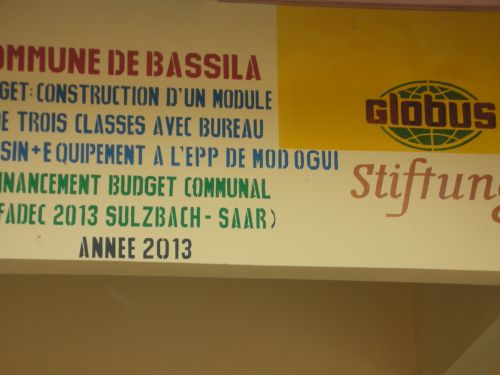 OMMUNE DE BASSILA
GET: CONSTRUCTION D'UN MODULE
E TROIS CLASSES AVEC BUREAU
SIN+EQUIPEMENT A L'EPP DE MODOGUI
INANCEMENT BUDGET COMMUNAL
FADEC 2013 SULZBACH-SAAR)
ANNEE 2013
Globus
Stiftung